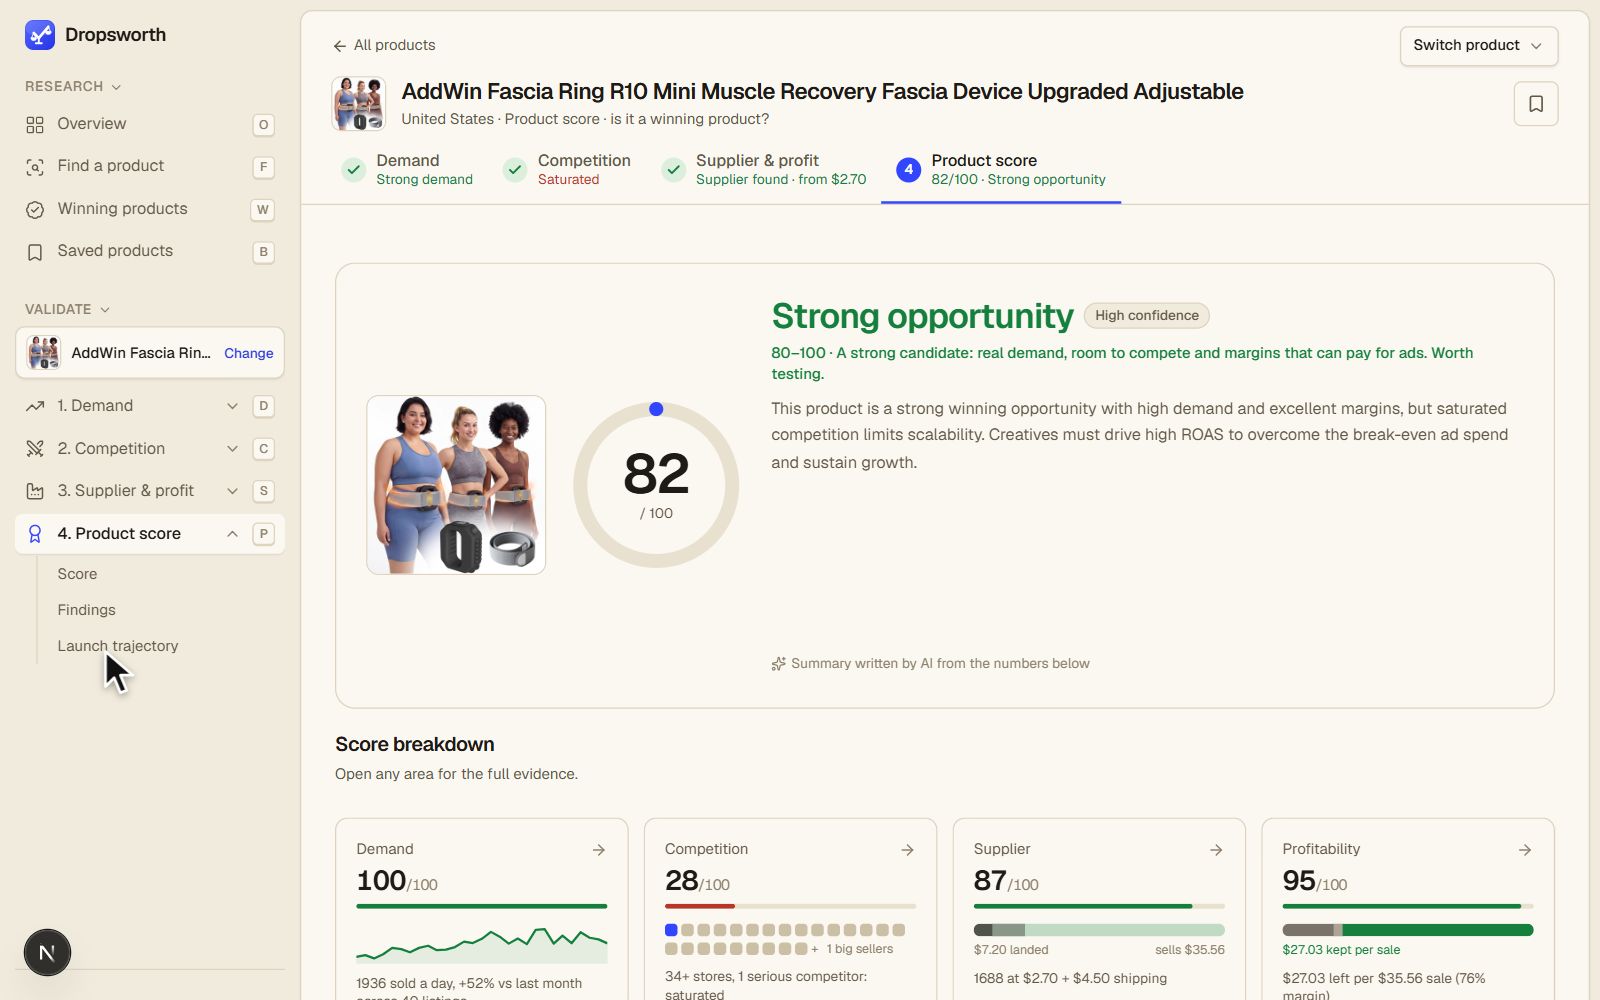 Dropsworth
RESEARCH
Overview
O
Find a product
F
Winning products
W
Saved products
B
VALIDATE
AddWin Fascia Rin...
Change
1. Demand
D
2. Competition
C
3. Supplier & profit
S
4. Product score
P
Score
Findings
Launch trajectory
N
All products
Switch product
AddWin Fascia Ring R10 Mini Muscle Recovery Fascia Device Upgraded Adjustable
United States · Product score · is it a winning product?
Demand
Strong demand
Competition
Saturated
Supplier & profit
Supplier found · from $2.70
4
Product score
82/100 · Strong opportunity
Strong opportunity
High confidence
80–100 · A strong candidate: real demand, room to compete and margins that can pay for ads. Worth
testing.
This product is a strong winning opportunity with high demand and excellent margins, but saturated
competition limits scalability. Creatives must drive high ROAS to overcome the break-even ad spend
and sustain growth.
82
/ 100
Summary written by AI from the numbers below
Score breakdown
Open any area for the full evidence.
Demand
100/100
1936 sold a day, +52% vs last month
across 40 listings
Competition
28/100
+ 1 big sellers
34+ stores, 1 serious competitor:
saturated
Supplier
87/100
$7.20 landed
sells $35.56
1688 at $2.70 + $4.50 shipping
Profitability
95/100
$27.03 kept per sale
$27.03 left per $35.56 sale (76%
margin)